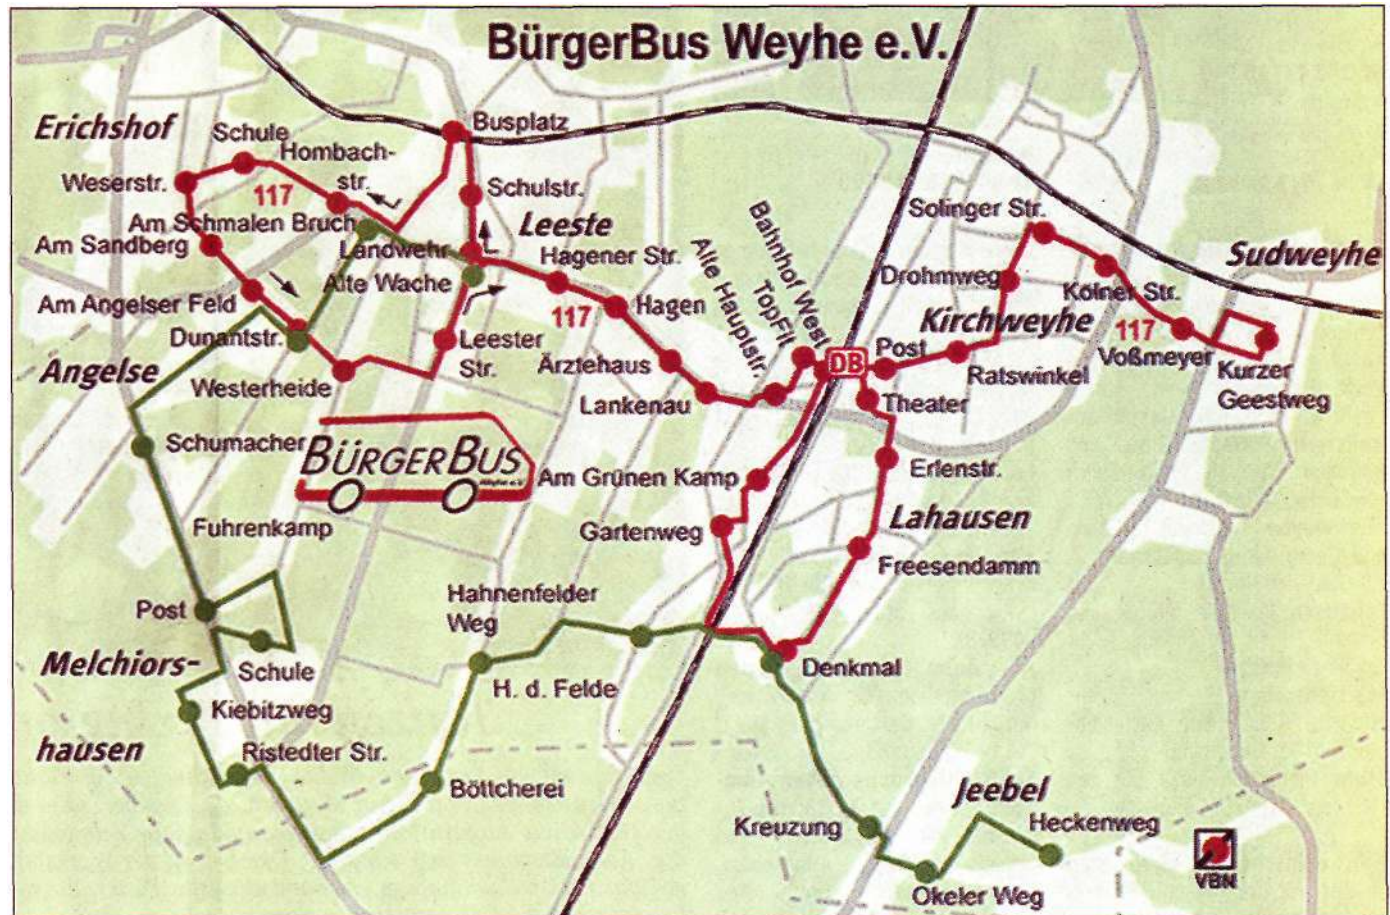 BürgerBus Weyhe e.V.
Erichshof
Schule
Hombach-
str.
Busplatz
Weserstr.
117
Schulstr.
Am Schmalen Bruch
Am Sandberg
Landwehr
Leeste
Hagener Str.
Alte Wache
Am Angelser Feld
117
Hagen
Dunantstr.
Leester
Str.
Angelse
Westerheide
Ärztehaus
Lankenau
Alte Hauptstr.
TopFit
Bahnhof West
DB
Solinger Str.
Sudweyhe
Drohmweg
Kölner Str.
Kirchweyhe
117
Post
Voßmeyer
Ratswinkel
Kurzer
Geestweg
Theater
Schumacher
BÜRGERBUS
Am Grünen Kamp
Erlenstr.
Fuhrenkamp
Gartenweg
Lahausen
Freesendamm
Hahnenfelder
Weg
Post
Schule
Melchiors-
hausen
H. d. Felde
Denkmal
Kiebitzweg
Ristedter Str.
Böttcherei
Jeebel
Kreuzung
Heckenweg
Okeler Weg
VBN